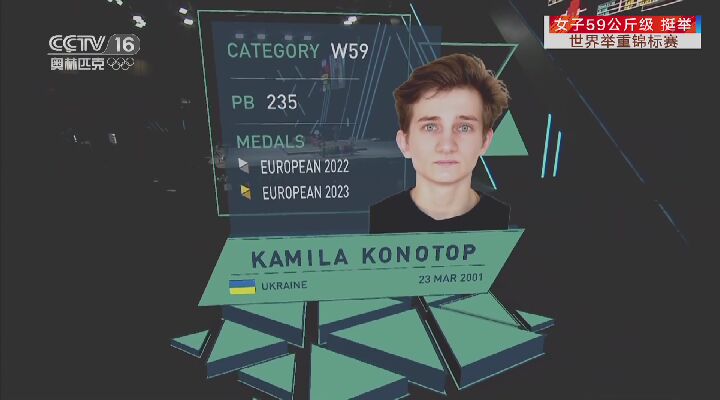 CCTV 16
奥林匹克
女子59公斤级 挺举
世界举重锦标赛
CATEGORY W59
PB 235
MEDALS
EUROPEAN 2022
EUROPEAN 2023
KAMILA KONOTOP
UKRAINE
23 MAR 2001